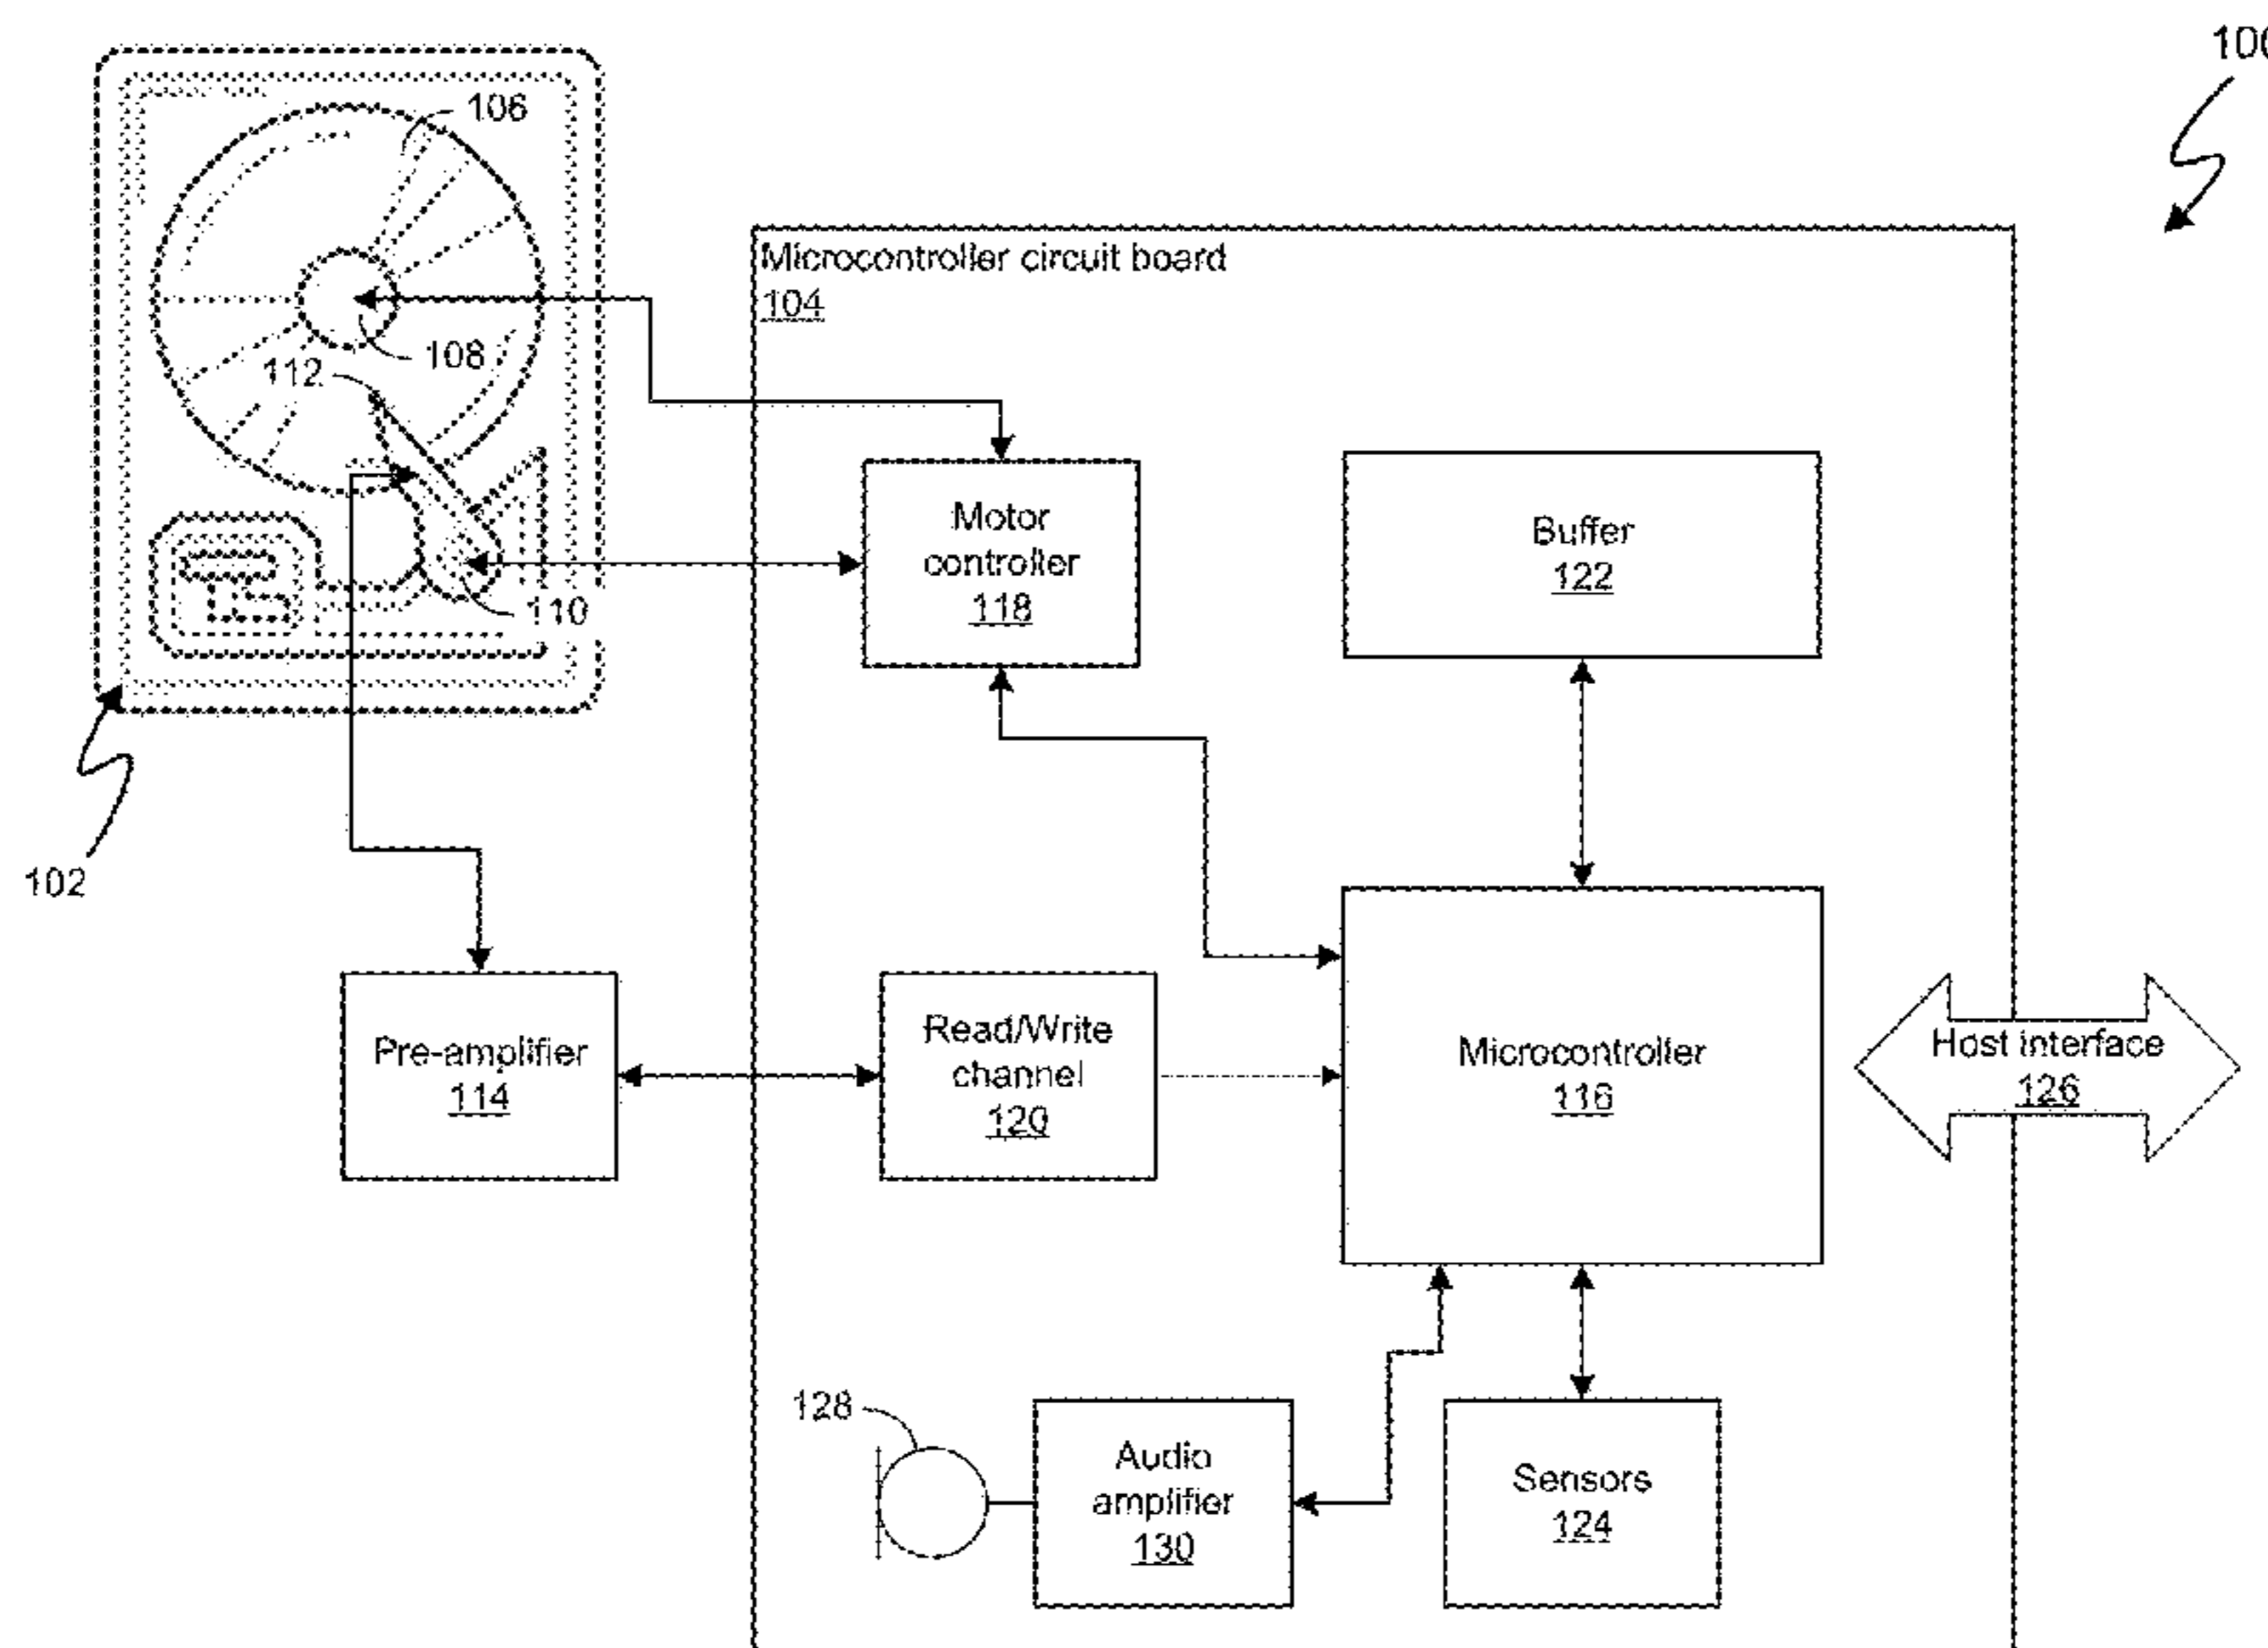 100
106
Microcontroller circuit board
104
108
112
Motor
controller
118
Buffer
122
110
102
Pre-amplifier
114
Read/Write
channel
120
Microcontroller
116
Host interface
126
128
Audio
amplifier
130
Sensors
124